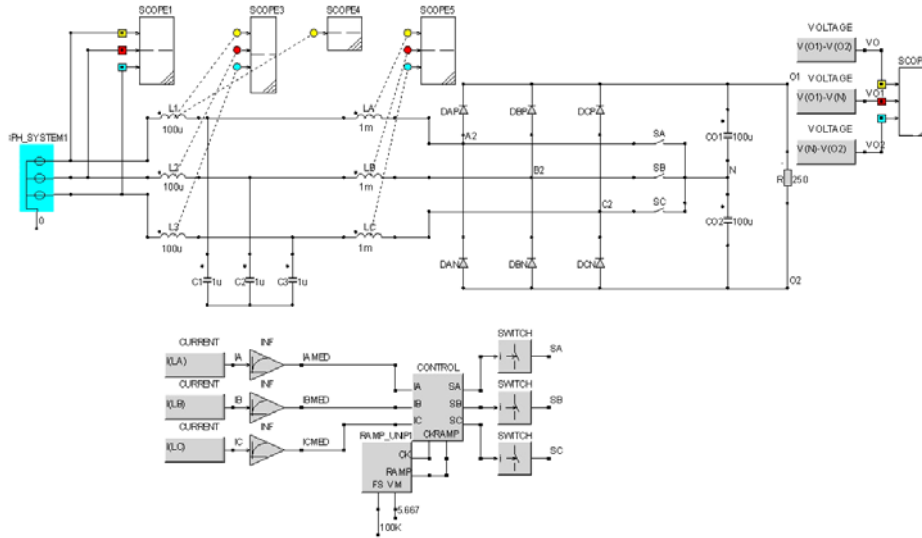 SCOPE1
SCOPE3
SCOPE4
SCOPE5
VOLTAGE
V(O1)-V(O2)
VO
SCOP
VOLTAGE
V(O1)-V(N)
VO1
VOLTAGE
V(N)-V(O2)
VO2
L1
100u
LA
1m
DAP
DBP
DCP
O1
CO1
100u
PH_SYSTEM1
A2
SA
L2
100u
LB
1m
B2
SB
N
R
250
L3
100u
LC
1m
C2
SC
CO2
100u
0
C1
1u
C2
1u
C3
1u
DAN
DBN
DCN
O2
CURRENT
INF
SWITCH
I(LA)
IA
IAMED
CONTROL
SA
i
CURRENT
INF
IA
SA
SWITCH
I(LB)
IB
IBMED
IB
SB
i
SB
CURRENT
INF
IC
SC
SWITCH
I(LC)
IC
ICMED
CKRAMP
i
SC
RAMP_UNIP1
CK
RAMP
FS VM
5.667
100K